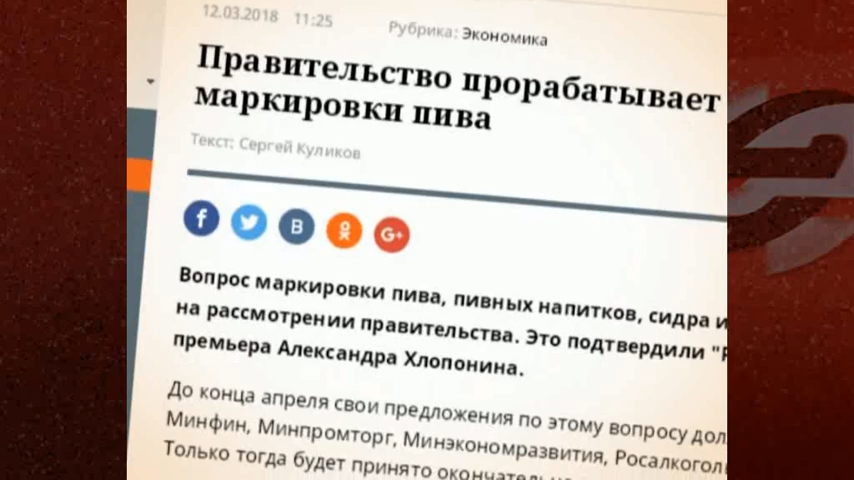 12.03.2018 11:25 Рубрика: Экономика
Правительство прорабатывает
маркировки пива
Текст: Сергей Куликов
Вопрос маркировки пива, пивных напитков, сидра и
на рассмотрении правительства. Это подтвердили "
премьера Александра Хлопонина.
До конца апреля свои предложения по этому вопросу
Минфин, Минпромторг, Минэкономразвития,
Только тогда будет принято